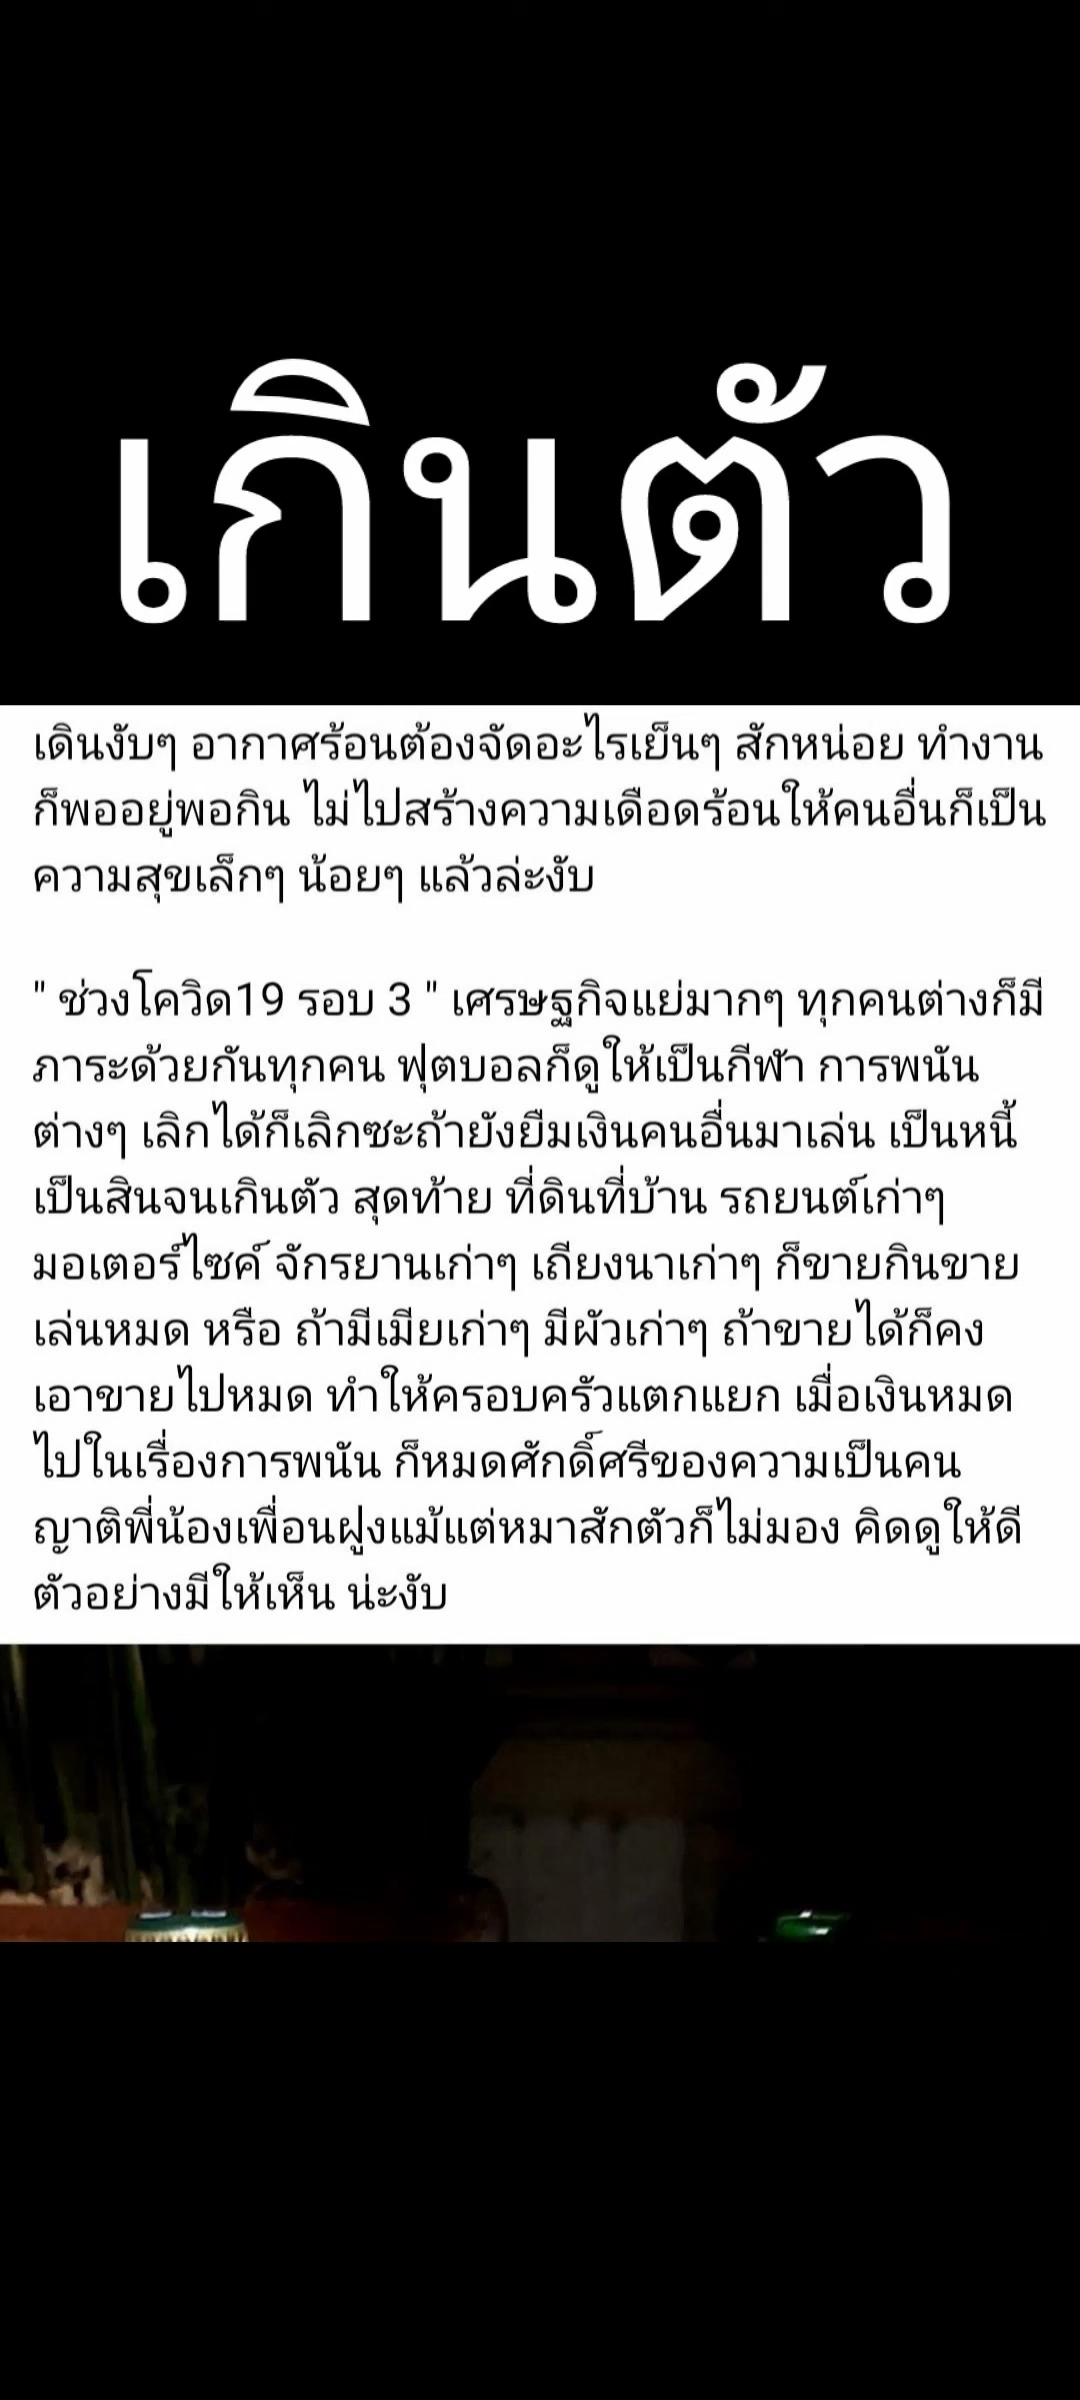 เกินตัว
เดินงับๆ อากาศร้อนต้องจัดอะไรเย็นๆ สักหน่อย ทำงาน
ก็พออยู่พอกิน ไม่ไปสร้างความเดือดร้อนให้คนอื่นก็เป็น
ความสุขเล็กๆ น้อยๆ แล้วล่ะงับ
" ช่วงโควิด19 รอบ 3 " เศรษฐกิจแย่มากๆ ทุกคนต่างก็มี
ภาระด้วยกันทุกคน ฟุตบอลก็ดูให้เป็นกีฬา การพนัน
ต่างๆ เลิกได้ก็เลิกซะถ้ายังยืมเงินคนอื่นมาเล่น เป็นหนี้
เป็นสินจนเกินตัว สุดท้าย ที่ดินที่บ้าน รถยนต์เก่าๆ
มอเตอร์ไซค์ จักรยานเก่าๆ เถียงนาเก่าๆ ก็ขายกินขาย
เล่นหมด หรือ ถ้ามีเมียเก่าๆ มีผัวเก่าๆ ถ้าขายได้ก็คง
เอาขายไปหมด ทำให้ครอบครัวแตกแยก เมื่อเงินหมด
ไปในเรื่องการพนัน ก็หมดศักดิ์ศรีของความเป็นคน
ญาติพี่น้องเพื่อนฝูงแม้แต่หมาสักตัวก็ไม่มอง คิดดูให้ดี
ตัวอย่างมีให้เห็น น่ะงับ